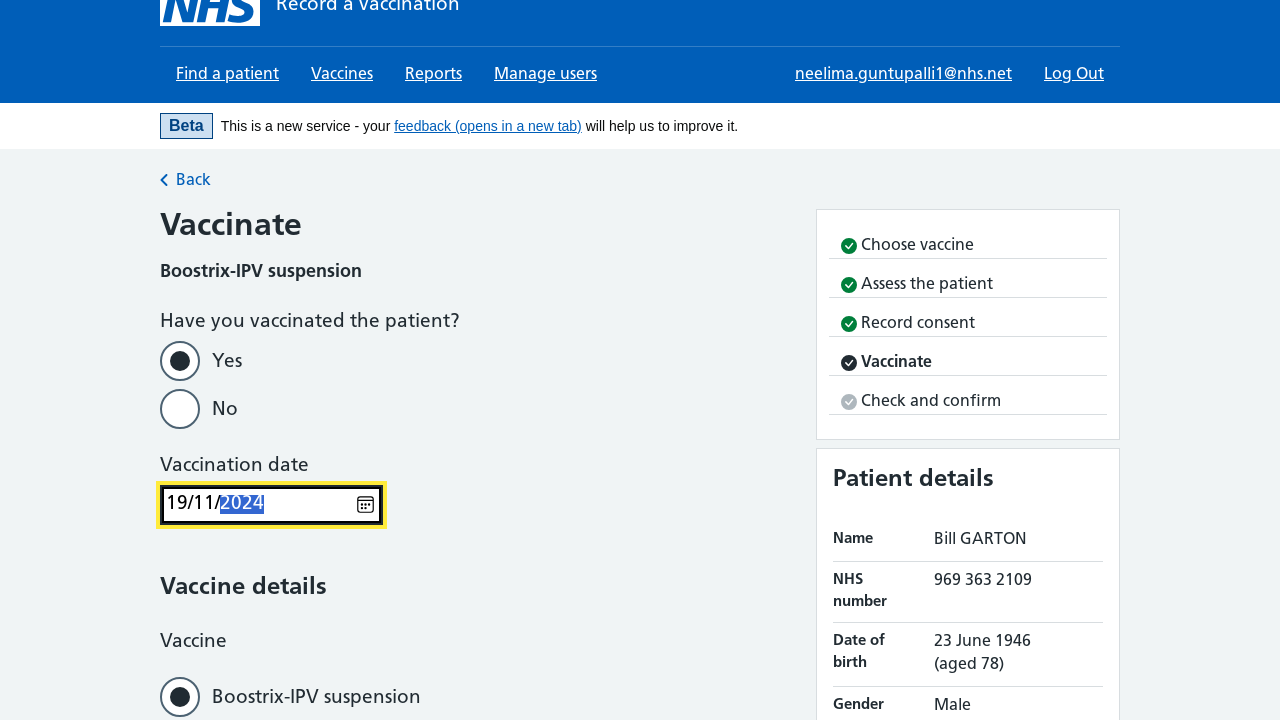 NHS Record a vaccination
Find a patient Vaccines Reports Manage users neelima.guntupalli1@nhs.net Log Out
Beta This is a new service - your feedback (opens in a new tab) will help us to improve it.
Back
Vaccinate
Boostrix-IPV suspension
Have you vaccinated the patient?
Yes
No
Vaccination date
19/11/2024
Vaccine details
Vaccine
Boostrix-IPV suspension
Choose vaccine
Assess the patient
Record consent
Vaccinate
Check and confirm
Patient details
Name Bill GARTON
NHS number 969 363 2109
Date of birth 23 June 1946 (aged 78)
Gender Male